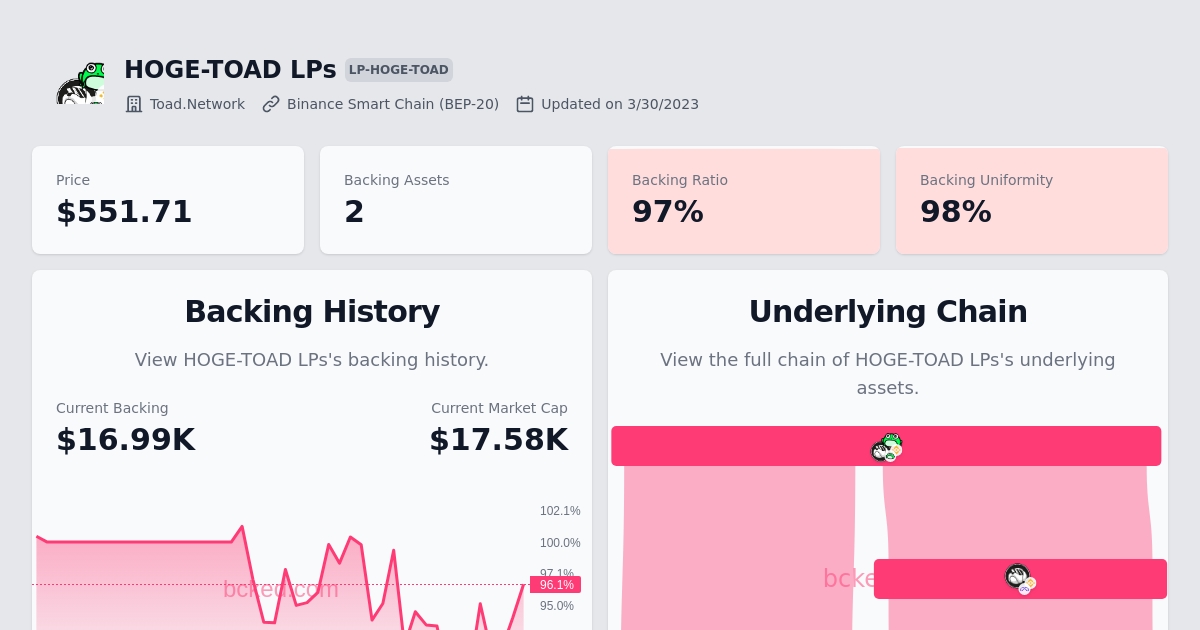 HOGE-TOAD LPs LP-HOGE-TOAD
Toad.Network Binance Smart Chain (BEP-20) Updated on 3/30/2023
Price
$551.71
Backing Assets
2
Backing Ratio
97%
Backing Uniformity
98%
Backing History
View HOGE-TOAD LPs's backing history.
Current Backing
$16.99K
Current Market Cap
$17.58K
102.1%
100.0%
97.1%
96.1%
95.0%
bcked.com
Underlying Chain
View the full chain of HOGE-TOAD LPs's underlying
assets.
bcke